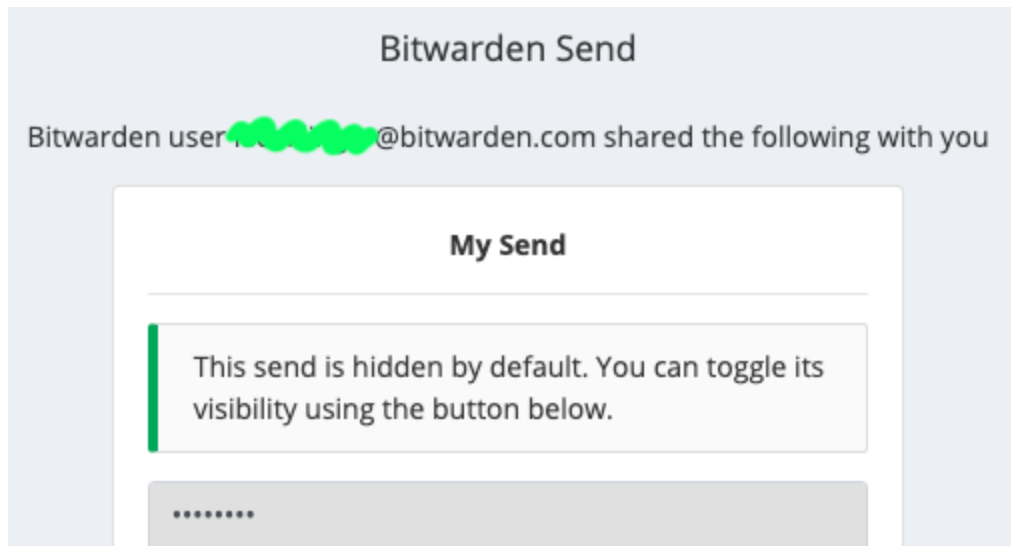 Bitwarden Send
Bitwarden user @bitwarden.com shared the following with you
My Send
This send is hidden by default. You can toggle its
visibility using the button below.
••••••••